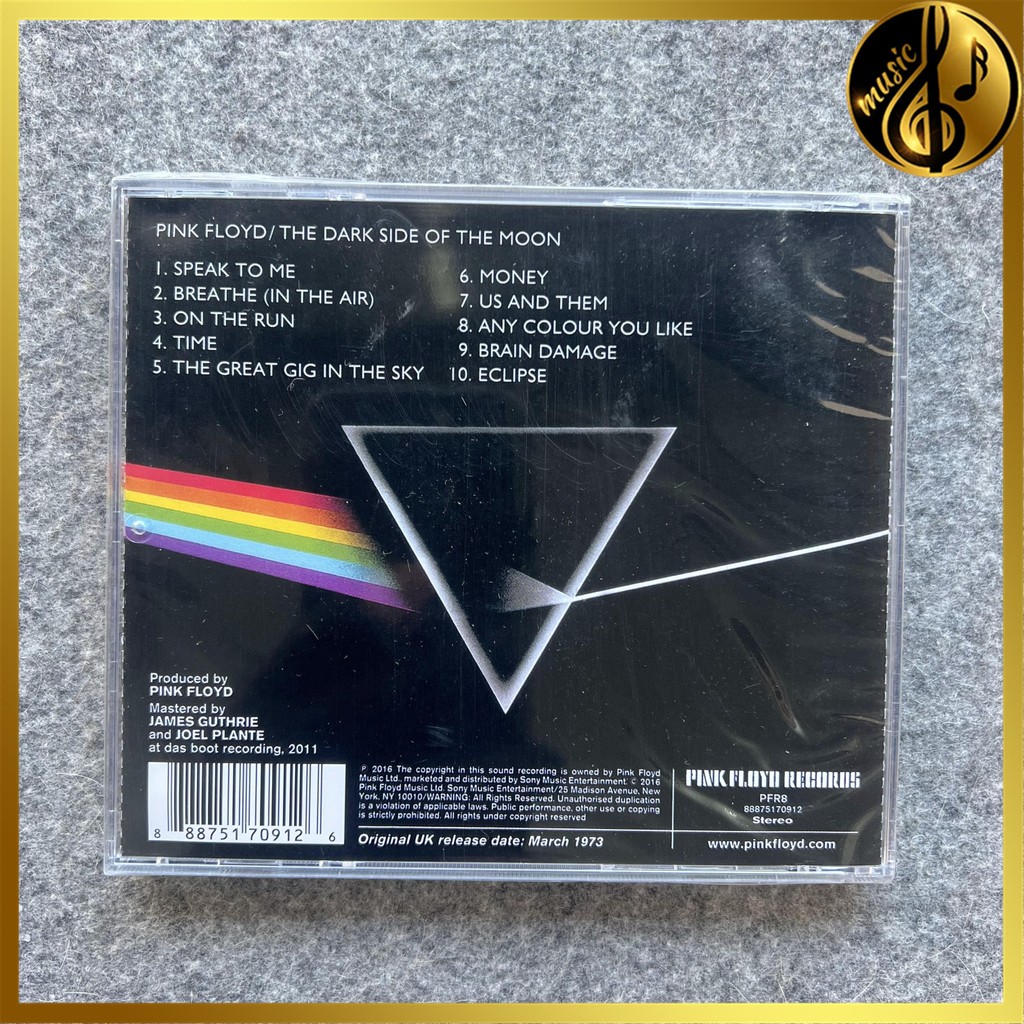 music
PINK FLOYD/THE DARK SIDE OF THE MOON
1. SPEAK TO ME
2. BREATHE (IN THE AIR)
3. ON THE RUN
4. TIME
5. THE GREAT GIG IN THE SKY
6. MONEY
7. US AND THEM
8. ANY COLOUR YOU LIKE
9. BRAIN DAMAGE
10. ECLIPSE
Produced by
PINK FLOYD
Mastered by
JAMES GUTHRIE
and JOEL PLANTE
at das boot recording, 2011
8 88751 70912 6
℗ 2016 The copyright in this sound recording is owned by Pink Floyd
Music Ltd., marketed and distributed by Sony Music Entertainment. © 2016
Pink Floyd Music Ltd. Sony Music Entertainment/25 Madison Avenue, New
York, NY 10010/WARNING: All Rights Reserved. Unauthorised duplication
is a violation of applicable laws. Public performance, other use or copying
is strictly prohibited. All rights under copyright reserved
Original UK release date: March 1973
PINK FLOYD RECORDS
PFR8
88875170912
Stereo
www.pinkfloyd.com